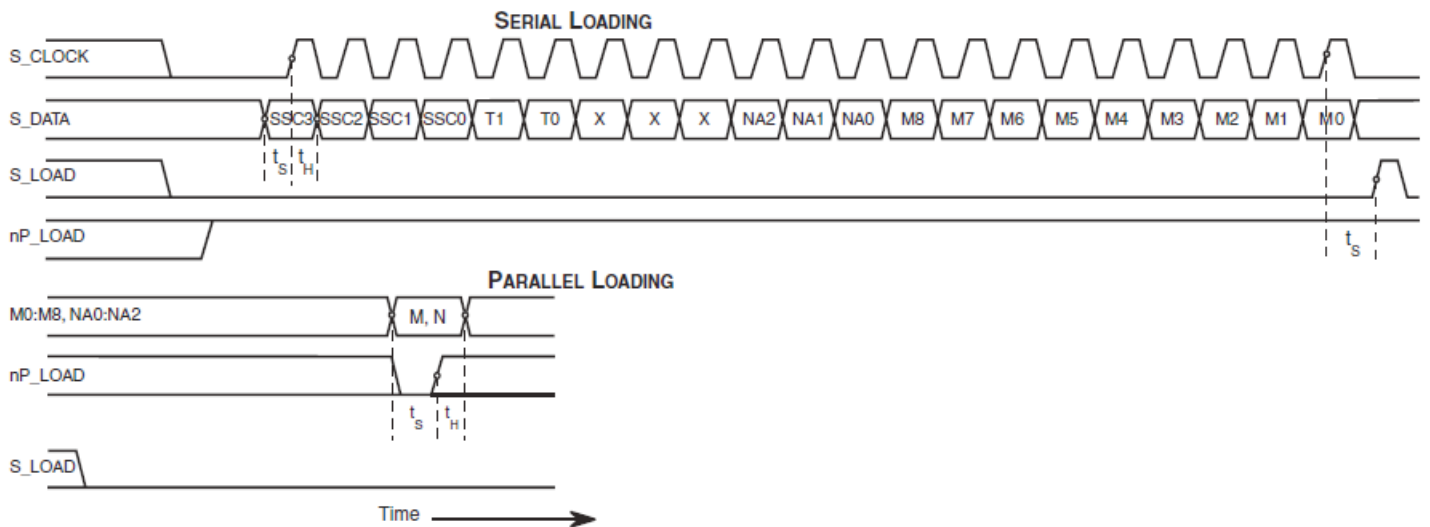 SERIAL LOADING
S_CLOCK
S_DATA SSC3 SSC2 SSC1 SSC0 T1 T0 X X X NA2 NA1 NA0 M8 M7 M6 M5 M4 M3 M2 M1 M0
tS tH
S_LOAD
nP_LOAD
tS
PARALLEL LOADING
M0:M8, NA0:NA2 M, N
nP_LOAD
tS tH
S_LOAD
Time